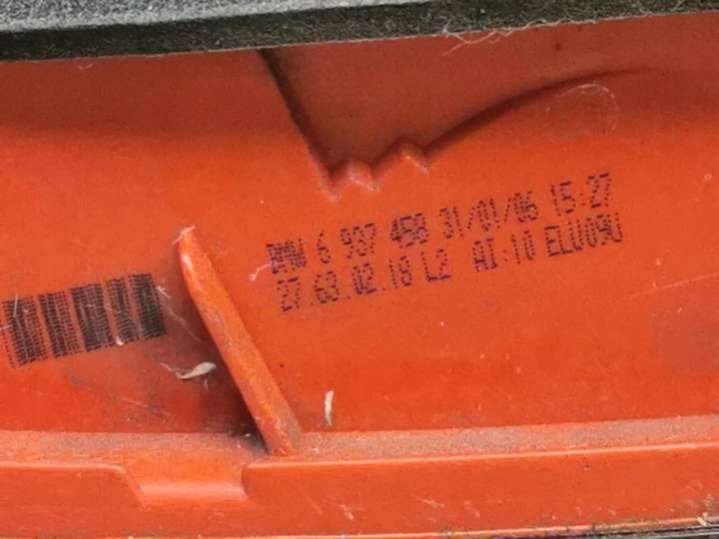 BMW 6 937 458 31/01/06 15:27
27.63.02.18 L2 AI:10 ELU09U